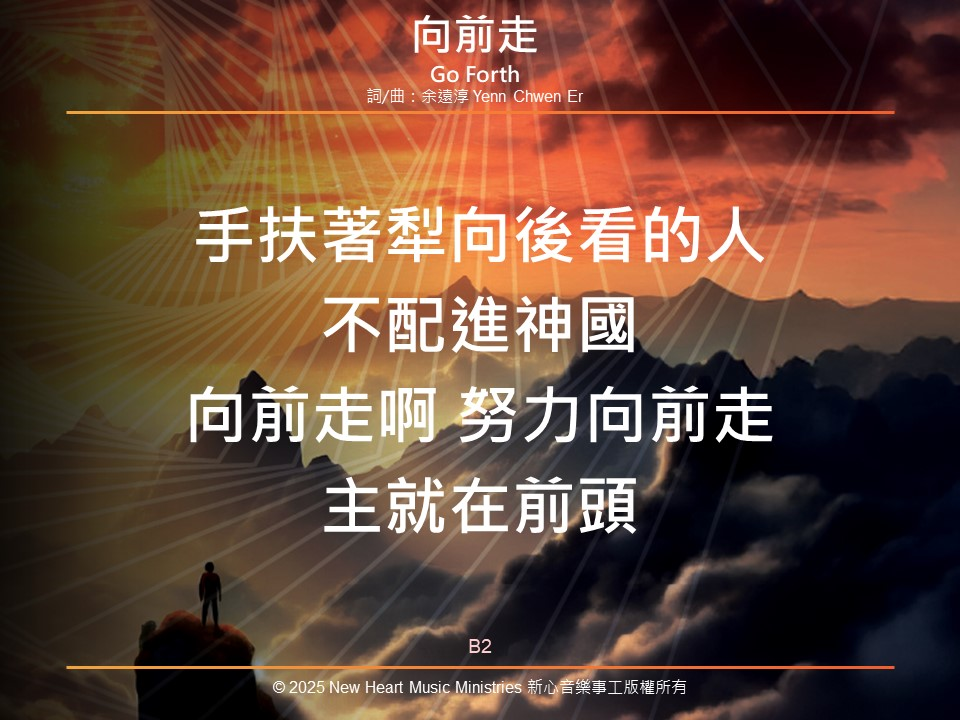 向前走
Go Forth
詞/曲：余遠淳 Yenn Chwen Er
手扶著犁向後看的人
不配進神國
向前走啊 努力向前走
主就在前頭
B2
© 2025 New Heart Music Ministries 新心音樂事工版權所有